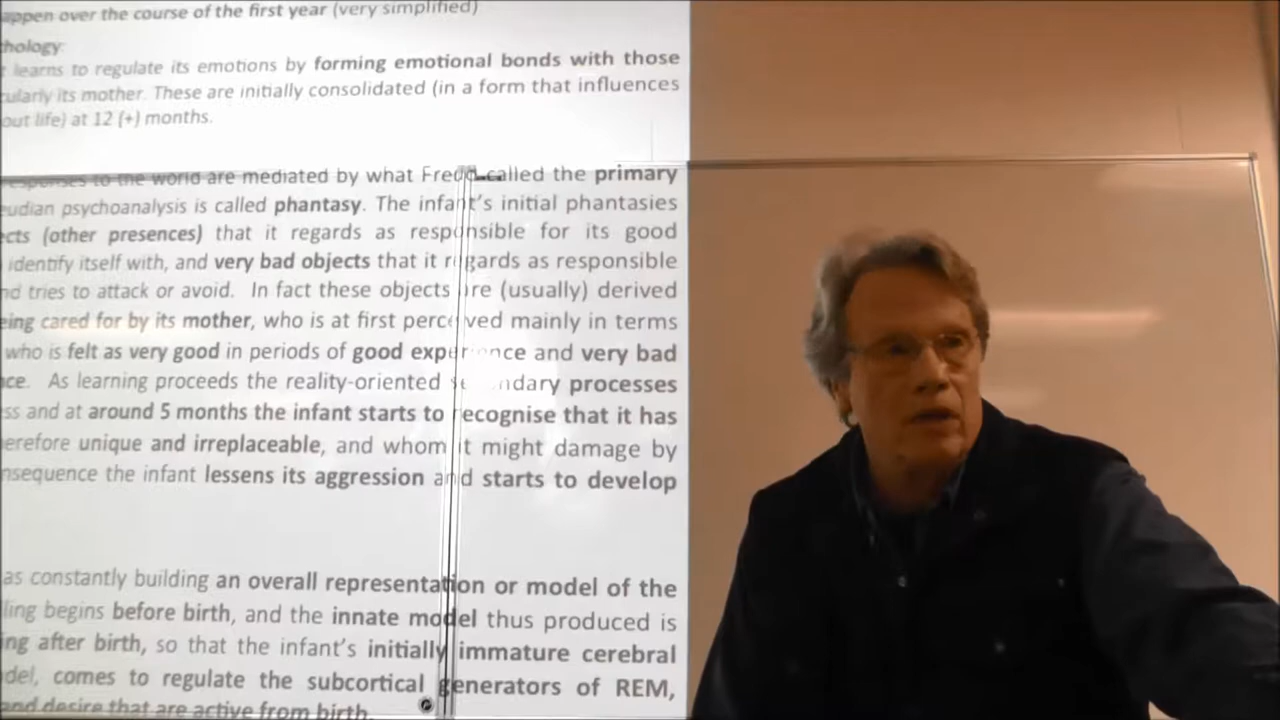 appen over the course of the first year (very simplified)
hology:
t learns to regulate its emotions by forming emotional bonds with those
cularly its mother. These are initially consolidated (in a form that influences
out life) at 12 (+) months.
responses to the world are mediated by what Freud called the primary
eudian psychoanalysis is called phantasy. The infant's initial phantasies
ects (other presences) that it regards as responsible for its good
identify itself with, and very bad objects that it regards as responsible
nd tries to attack or avoid. In fact these objects are (usually) derived
eing cared for by its mother, who is at first perceived mainly in terms
who is felt as very good in periods of good experience and very bad
ce. As learning proceeds the reality-oriented secondary processes
ss and at around 5 months the infant starts to recognise that it has
erefore unique and irreplaceable, and whom it might damage by
nsequence the infant lessens its aggression and starts to develop
as constantly building an overall representation or model of the
ling begins before birth, and the innate model thus produced is
ng after birth, so that the infant's initially immature cerebral
del, comes to regulate the subcortical generators of REM,
and desire that are active from birth.